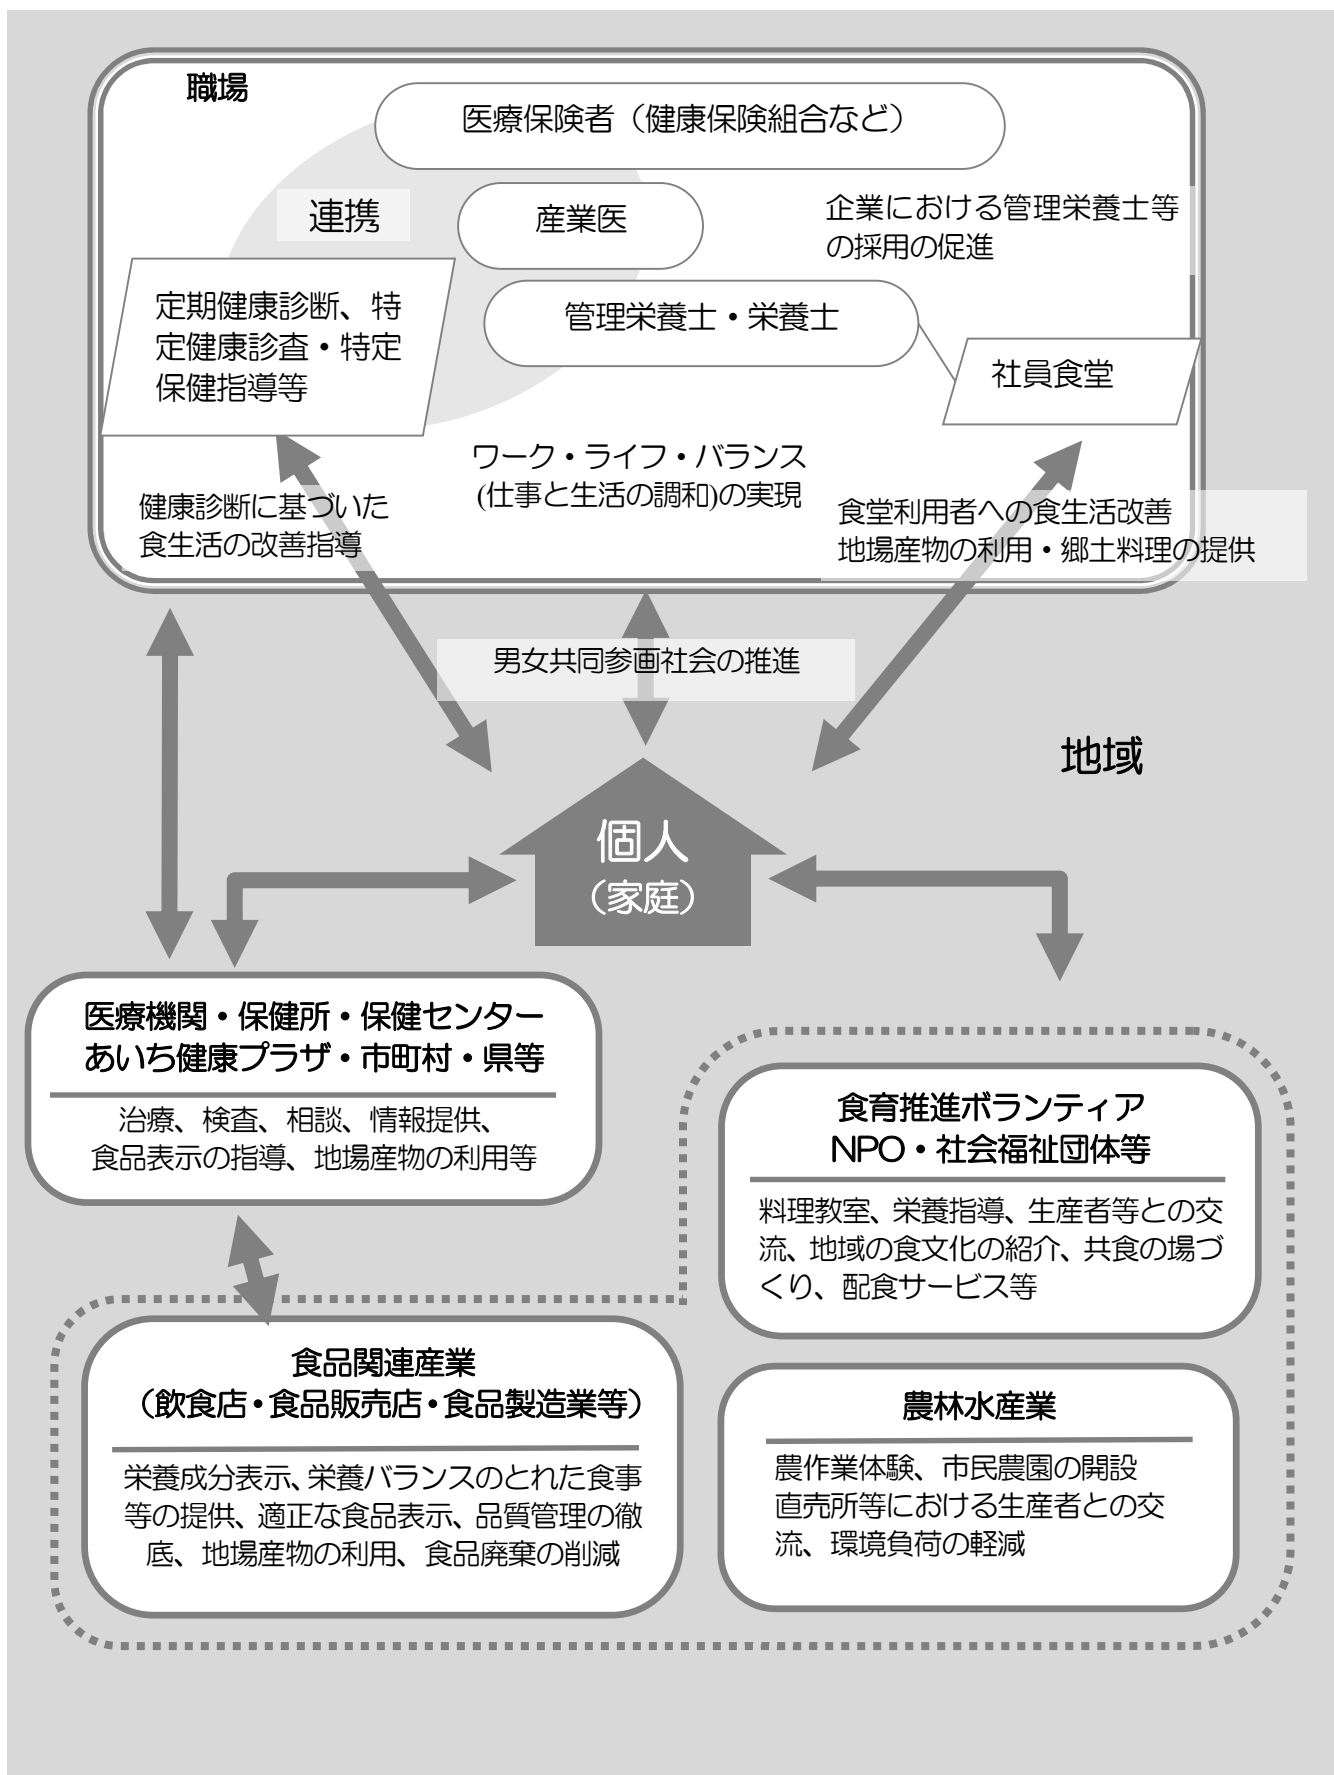 職場
医療保険者（健康保険組合など）
連携
産業医
企業における管理栄養士等
の採用の促進
定期健康診断、特
定健康診査・特定
保健指導等
管理栄養士・栄養士
社員食堂
ワーク・ライフ・バランス
(仕事と生活の調和)の実現
健康診断に基づいた
食生活の改善指導
食堂利用者への食生活改善
地場産物の利用・郷土料理の提供
男女共同参画社会の推進
地域
個人
（家庭）
医療機関・保健所・保健センター
あいち健康プラザ・市町村・県等
治療、検査、相談、情報提供、
食品表示の指導、地場産物の利用等
食育推進ボランティア
NPO・社会福祉団体等
料理教室、栄養指導、生産者等との交
流、地域の食文化の紹介、共食の場づ
くり、配食サービス等
食品関連産業
（飲食店・食品販売店・食品製造業等）
栄養成分表示、栄養バランスのとれた食事
等の提供、適正な食品表示、品質管理の徹
底、地場産物の利用、食品廃棄の削減
農林水産業
農作業体験、市民農園の開設
直売所等における生産者との交
流、環境負荷の軽減